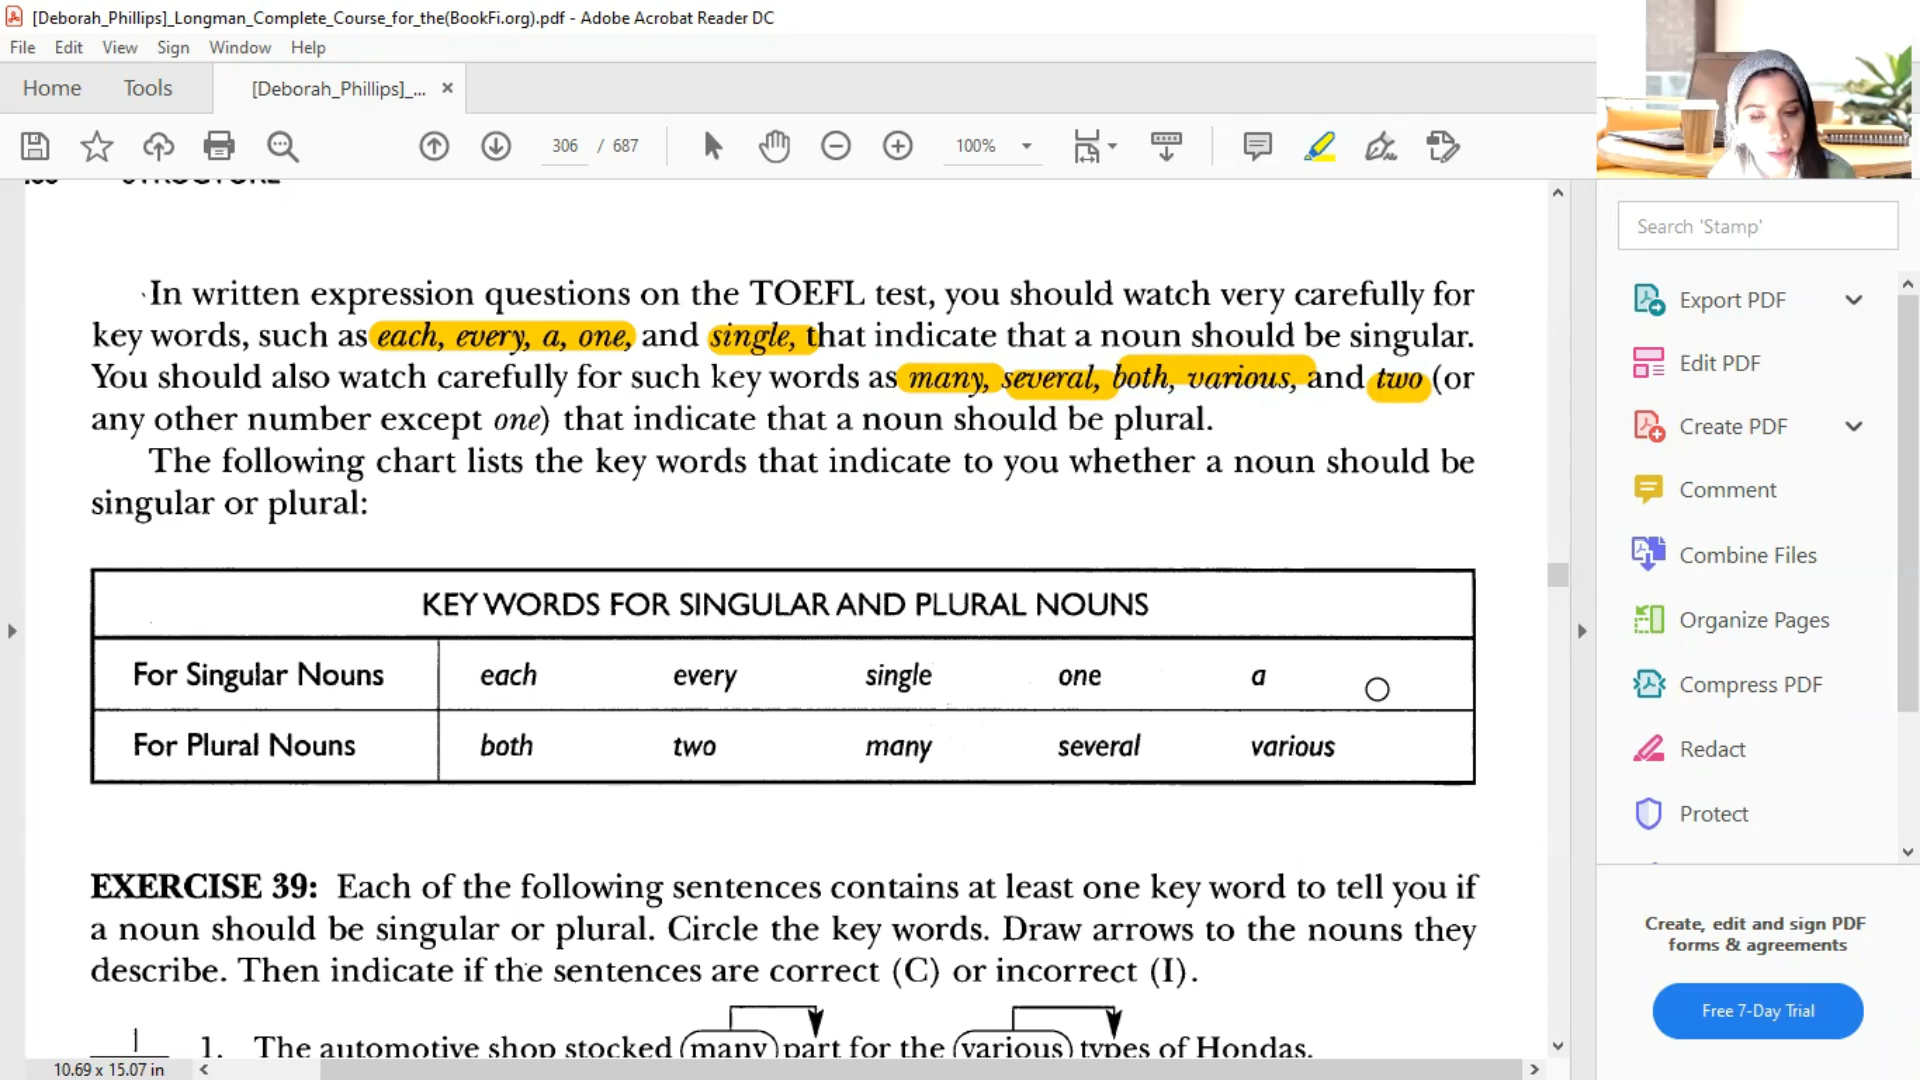 [Deborah_Phillips]_Longman_Complete_Course_for_the(BookFi.org).pdf - Adobe Acrobat Reader DC
File Edit View Sign Window Help
Home Tools [Deborah_Phillips]_... ×
306 / 687 100%
STRUCTURE
In written expression questions on the TOEFL test, you should watch very carefully for
key words, such as each, every, a, one, and single, that indicate that a noun should be singular.
You should also watch carefully for such key words as many, several, both, various, and two (or
any other number except one) that indicate that a noun should be plural.
The following chart lists the key words that indicate to you whether a noun should be
singular or plural:
KEY WORDS FOR SINGULAR AND PLURAL NOUNS
For Singular Nouns each every single one a
For Plural Nouns both two many several various
EXERCISE 39: Each of the following sentences contains at least one key word to tell you if
a noun should be singular or plural. Circle the key words. Draw arrows to the nouns they
describe. Then indicate if the sentences are correct (C) or incorrect (I).
I 1. The automotive shop stocked many part for the various types of Hondas.
10.69 x 15.07 in
Search 'Stamp'
Export PDF
Edit PDF
Create PDF
Comment
Combine Files
Organize Pages
Compress PDF
Redact
Protect
Create, edit and sign PDF
forms & agreements
Free 7-Day Trial